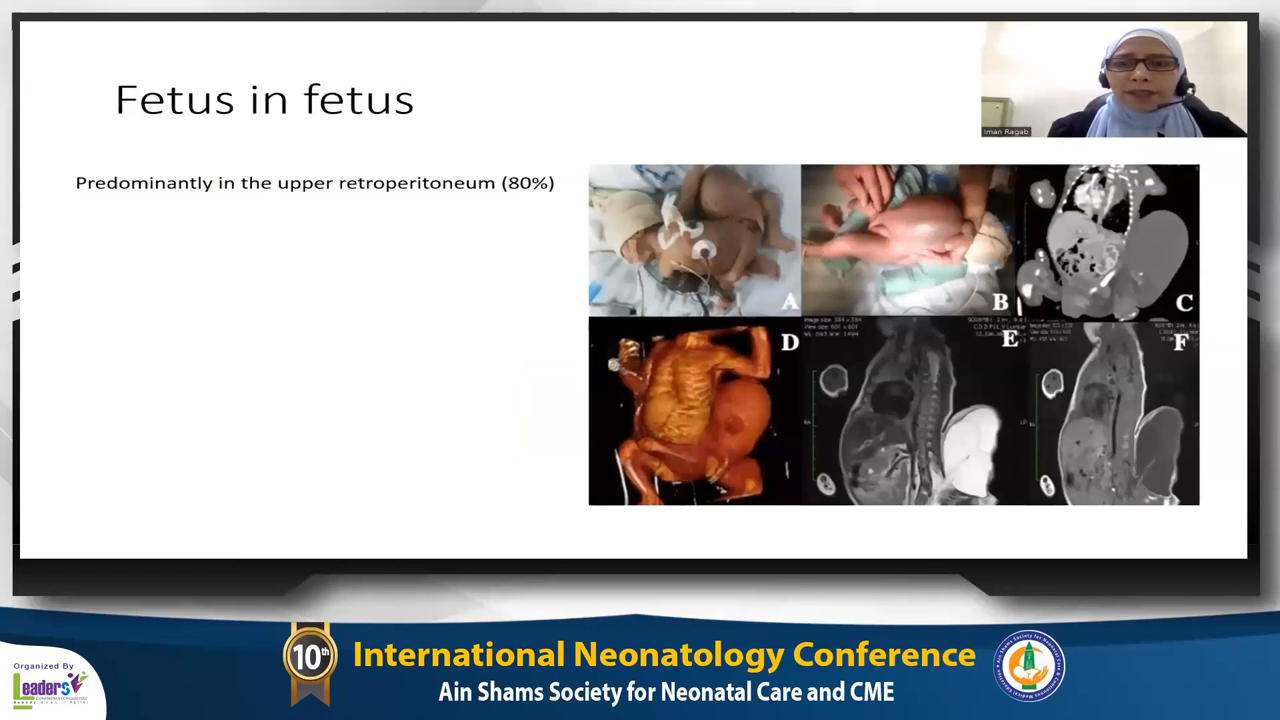 Fetus in fetus
Iman Ragab
Predominantly in the upper retroperitoneum (80%)
A
B
C
D
E
F
Organized By
Leaders
10th
International Neonatology Conference
Ain Shams Society for Neonatal Care and CME